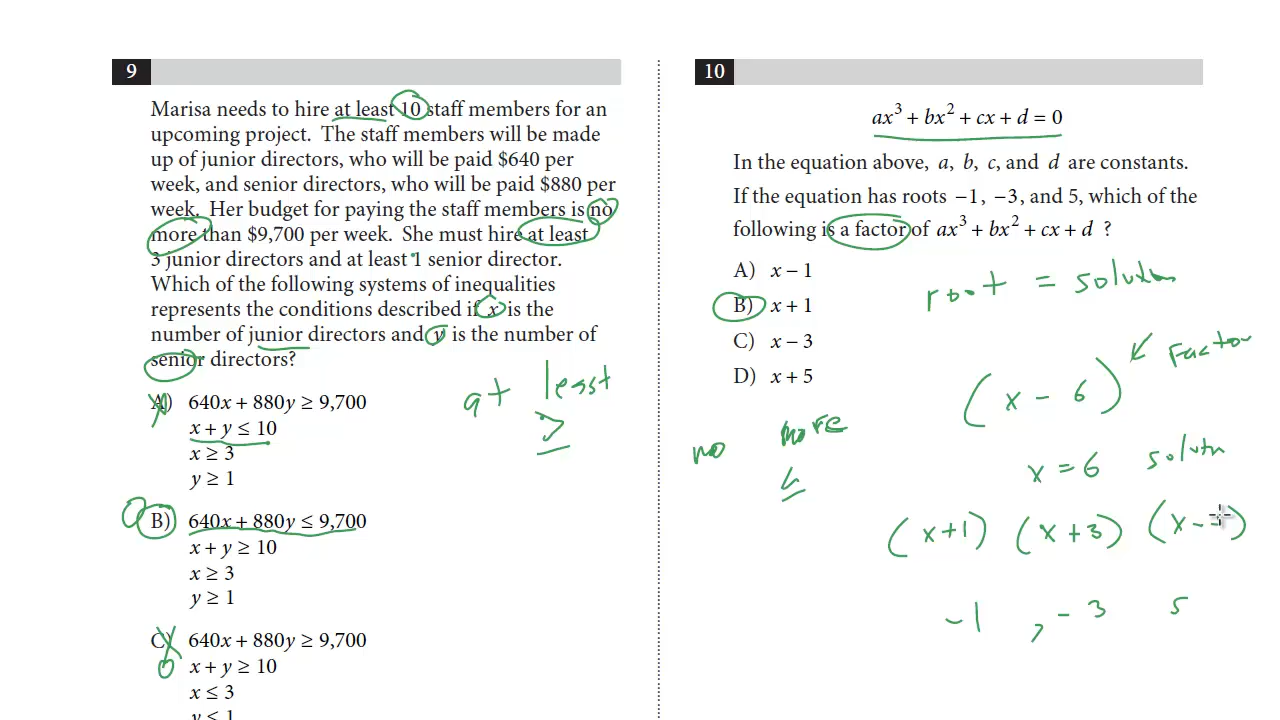 9
Marisa needs to hire at least 10 staff members for an
upcoming project. The staff members will be made
up of junior directors, who will be paid $640 per
week, and senior directors, who will be paid $880 per
week. Her budget for paying the staff members is no
more than $9,700 per week. She must hire at least
3 junior directors and at least 1 senior director.
Which of the following systems of inequalities
represents the conditions described if x is the
number of junior directors and y is the number of
senior directors?
A) 640x + 880y ≥ 9,700
x + y ≤ 10
x ≥ 3
y ≥ 1
B) 640x + 880y ≤ 9,700
x + y ≥ 10
x ≥ 3
y ≥ 1
C) 640x + 880y ≥ 9,700
x + y ≥ 10
x ≤ 3
y ≤ 1
at least
≥
10
ax³ + bx² + cx + d = 0
In the equation above, a, b, c, and d are constants.
If the equation has roots −1, −3, and 5, which of the
following is a factor of ax³ + bx² + cx + d ?
A) x − 1
B) x + 1
C) x − 3
D) x + 5
root = solution
(x − 6) ↙ Factor
no more
≤
x = 6 solutn
(x+1) (x+3) (x−
−1, −3 5